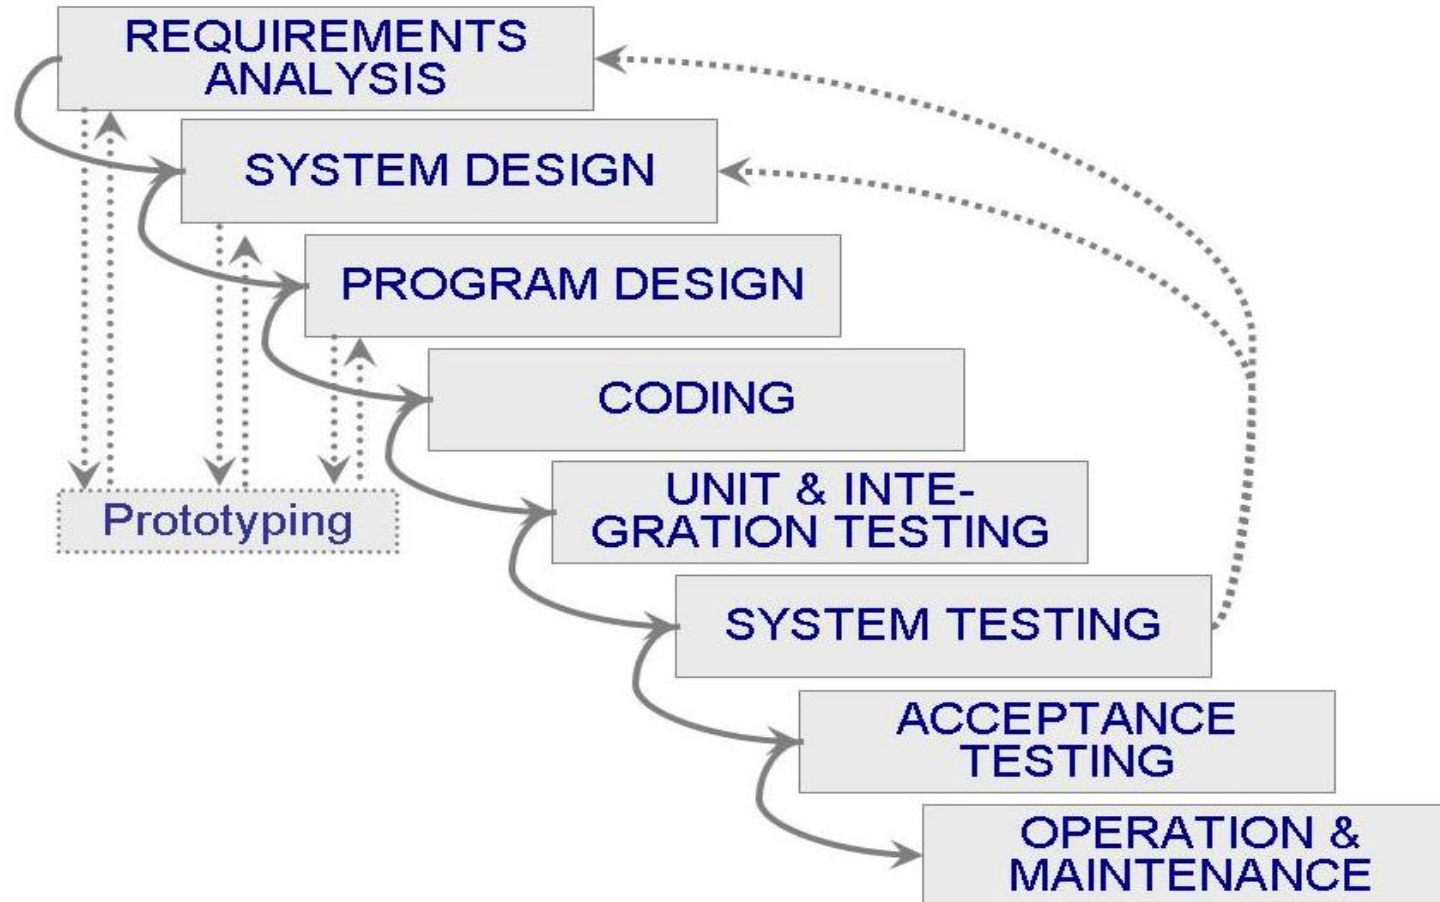 REQUIREMENTS
ANALYSIS
SYSTEM DESIGN
PROGRAM DESIGN
CODING
UNIT & INTE-
GRATION TESTING
Prototyping
SYSTEM TESTING
ACCEPTANCE
TESTING
OPERATION &
MAINTENANCE